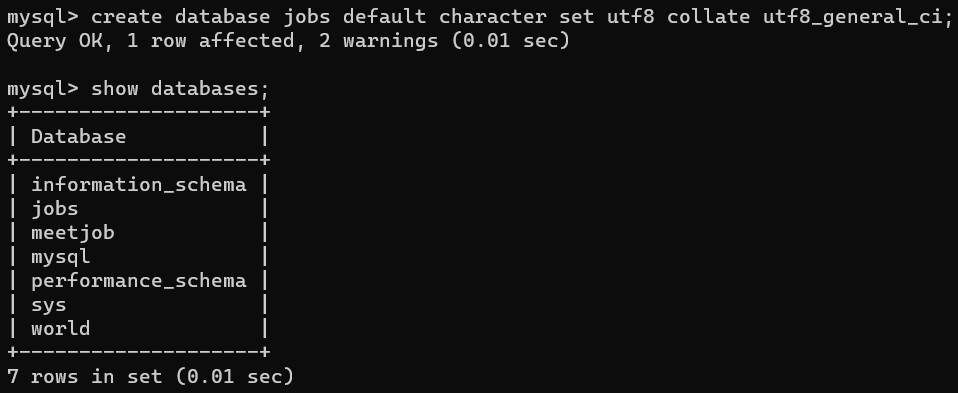 mysql> create database jobs default character set utf8 collate utf8_general_ci;
Query OK, 1 row affected, 2 warnings (0.01 sec)

mysql> show databases;
+--------------------+
| Database           |
+--------------------+
| information_schema |
| jobs               |
| meetjob            |
| mysql              |
| performance_schema |
| sys                |
| world              |
+--------------------+
7 rows in set (0.01 sec)